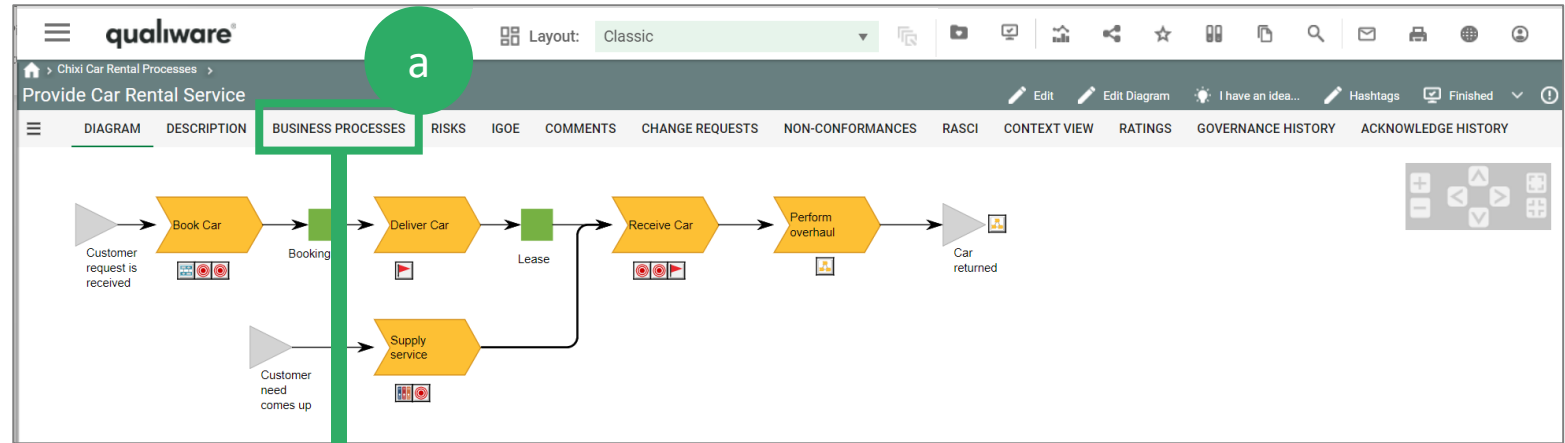 qualiware®
Layout: Classic
a
> Chixi Car Rental Processes >
Provide Car Rental Service
Edit
Edit Diagram
I have an idea...
Hashtags
Finished
DIAGRAM
DESCRIPTION
BUSINESS PROCESSES
RISKS
IGOE
COMMENTS
CHANGE REQUESTS
NON-CONFORMANCES
RASCI
CONTEXT VIEW
RATINGS
GOVERNANCE HISTORY
ACKNOWLEDGE HISTORY
Customer
request is
received
Book Car
Booking
Deliver Car
Lease
Receive Car
Perform
overhaul
Car
returned
Customer
need
comes up
Supply
service